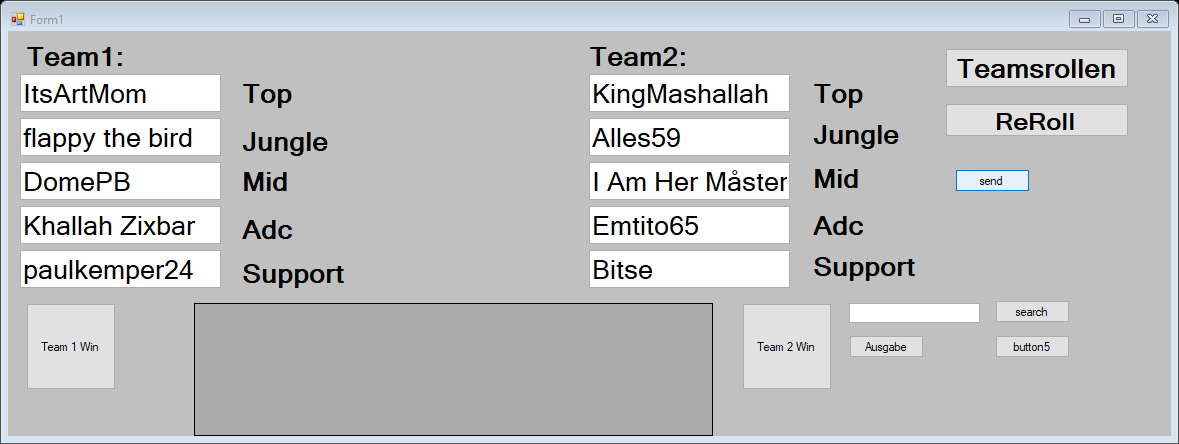 Form1
Team1:
ItsArtMom Top
flappy the bird Jungle
DomePB Mid
Khallah Zixbar Adc
paulkemper24 Support
Team2:
KingMashallah Top
Alles59 Jungle
I Am Her Måster Mid
Emtito65 Adc
Bitse Support
Teamsrollen
ReRoll
send
Team 1 Win
Team 2 Win
search
Ausgabe
button5